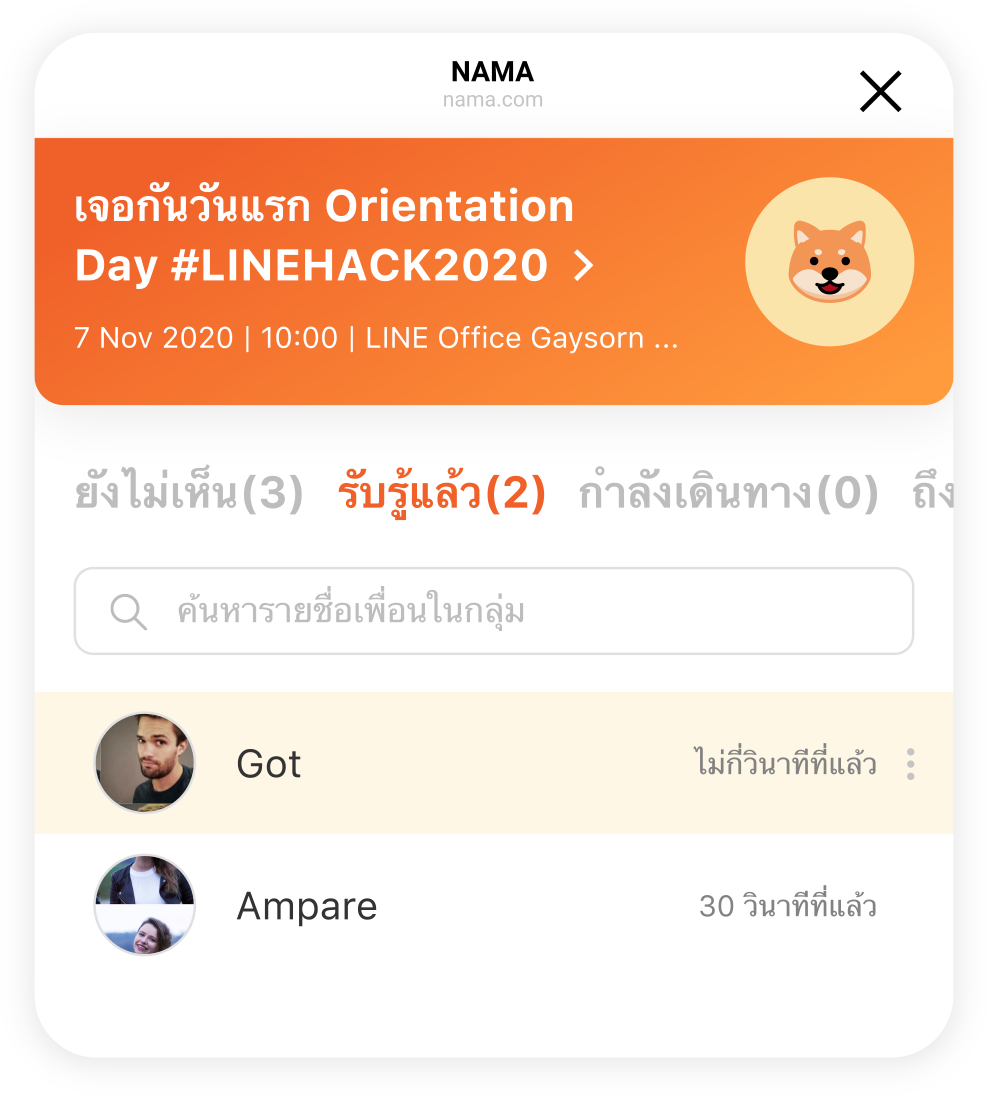 NAMA
nama.com
เจอกันวันแรก Orientation
Day #LINEHACK2020 >
7 Nov 2020 | 10:00 | LINE Office Gaysorn ...
ยังไม่เห็น(3) รับรู้แล้ว(2) กำลังเดินทาง(0) ถึง
ค้นหารายชื่อเพื่อนในกลุ่ม
Got ไม่กี่วินาทีที่แล้ว
Ampare 30 วินาทีที่แล้ว